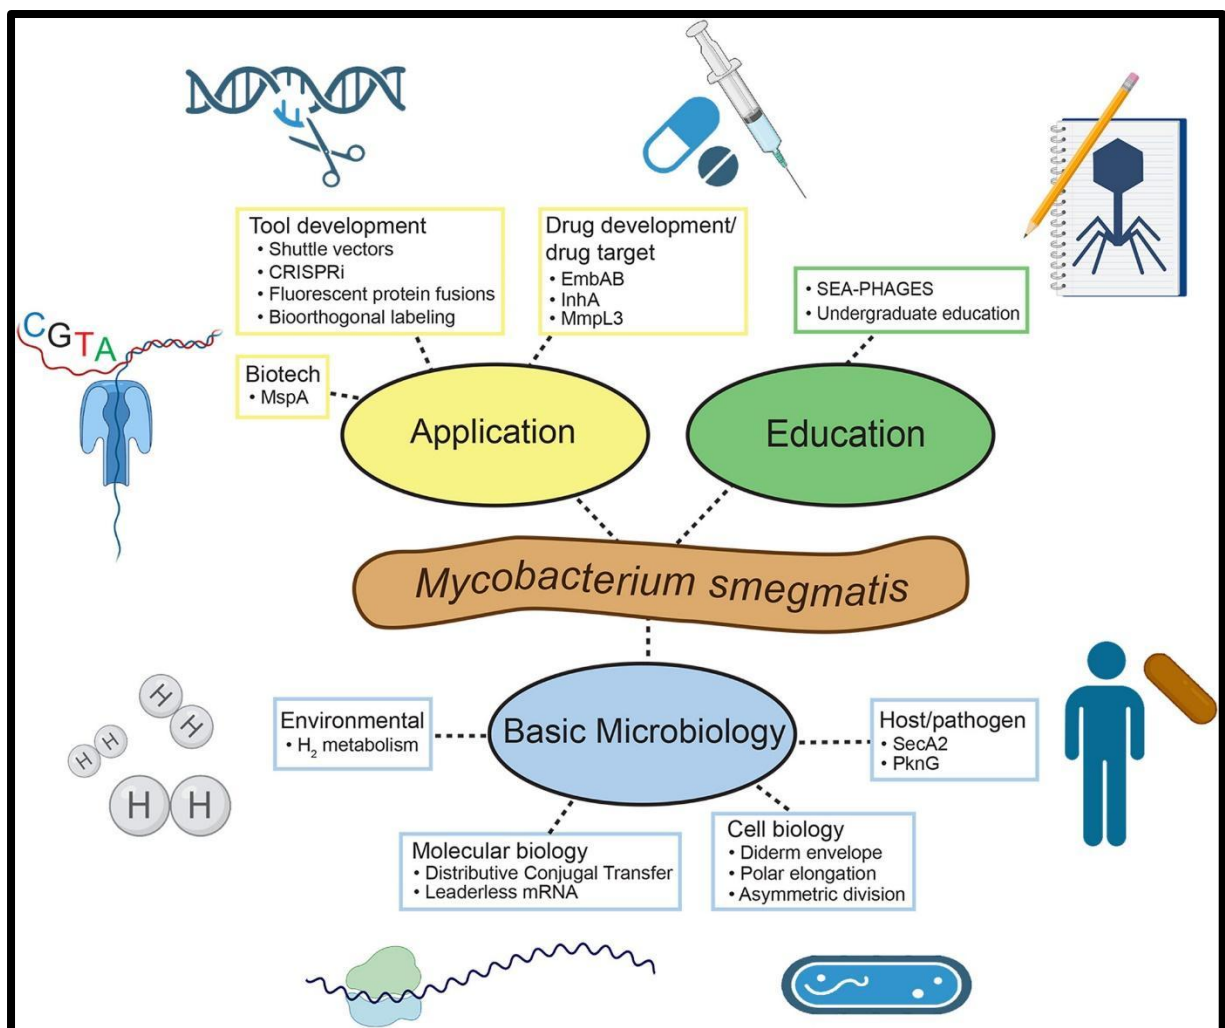 Tool development
• Shuttle vectors
• CRISPRi
• Fluorescent protein fusions
• Bioorthogonal labeling
Drug development/
drug target
• EmbAB
• InhA
• MmpL3
• SEA-PHAGES
• Undergraduate education
CGTA
Biotech
• MspA
Application
Education
Mycobacterium smegmatis
Basic Microbiology
Environmental
• H₂ metabolism
H
H
H
H
H
H
Host/pathogen
• SecA2
• PknG
Molecular biology
• Distributive Conjugal Transfer
• Leaderless mRNA
Cell biology
• Diderm envelope
• Polar elongation
• Asymmetric division